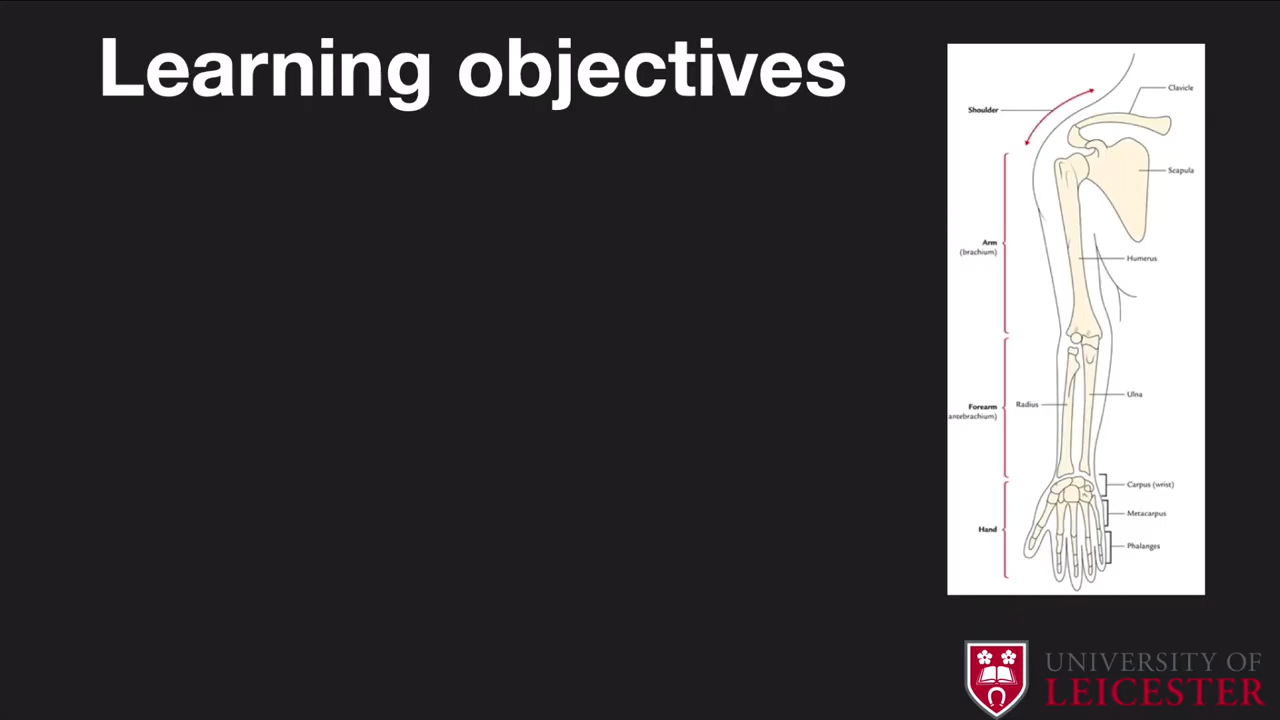 Learning objectives
Clavicle
Shoulder
Scapula
Arm
(brachium)
Humerus
Radius
Ulna
Forearm
antebrachium)
Carpus (wrist)
Metacarpus
Hand
Phalanges
UNIVERSITY OF
LEICESTER